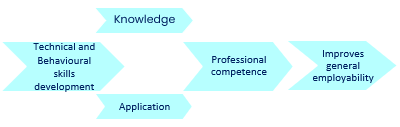 Knowledge
Technical and
Behavioural
skills
development
Application
Professional
competence
Improves
general
employability